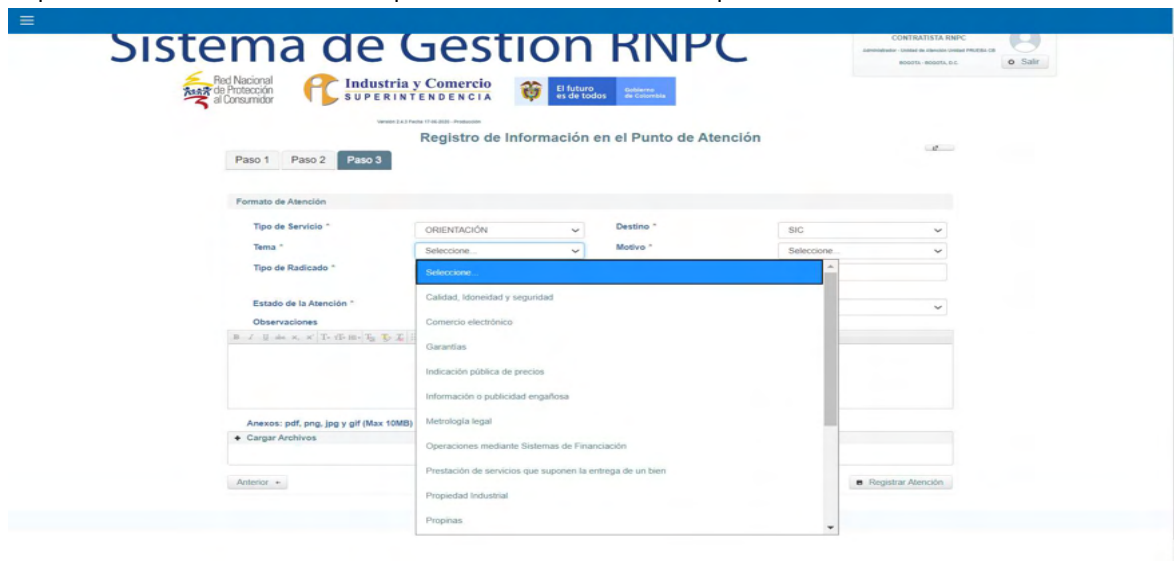 Sistema de Gestión RNPC
CONTRATISTA RNPC
BOGOTA - BOGOTA, D.C.
Salir
Red Nacional
de Protección
al Consumidor
Industria y Comercio
SUPERINTENDENCIA
El futuro
es de todos
Gobierno
de Colombia
Registro de Información en el Punto de Atención
Paso 1 Paso 2 Paso 3
Formato de Atención
Tipo de Servicio * ORIENTACIÓN Destino * SIC
Tema * Seleccione... Motivo * Seleccione...
Tipo de Radicado * Seleccione...
Calidad, Idoneidad y seguridad
Estado de la Atención *
Comercio electrónico
Observaciones
Garantías
Indicación pública de precios
Información o publicidad engañosa
Metrología legal
Anexos: pdf, png, jpg y gif (Max 10MB)
Cargar Archivos
Operaciones mediante Sistemas de Financiación
Prestación de servicios que suponen la entrega de un bien
Anterior Registrar Atención
Propiedad Industrial
Propinas